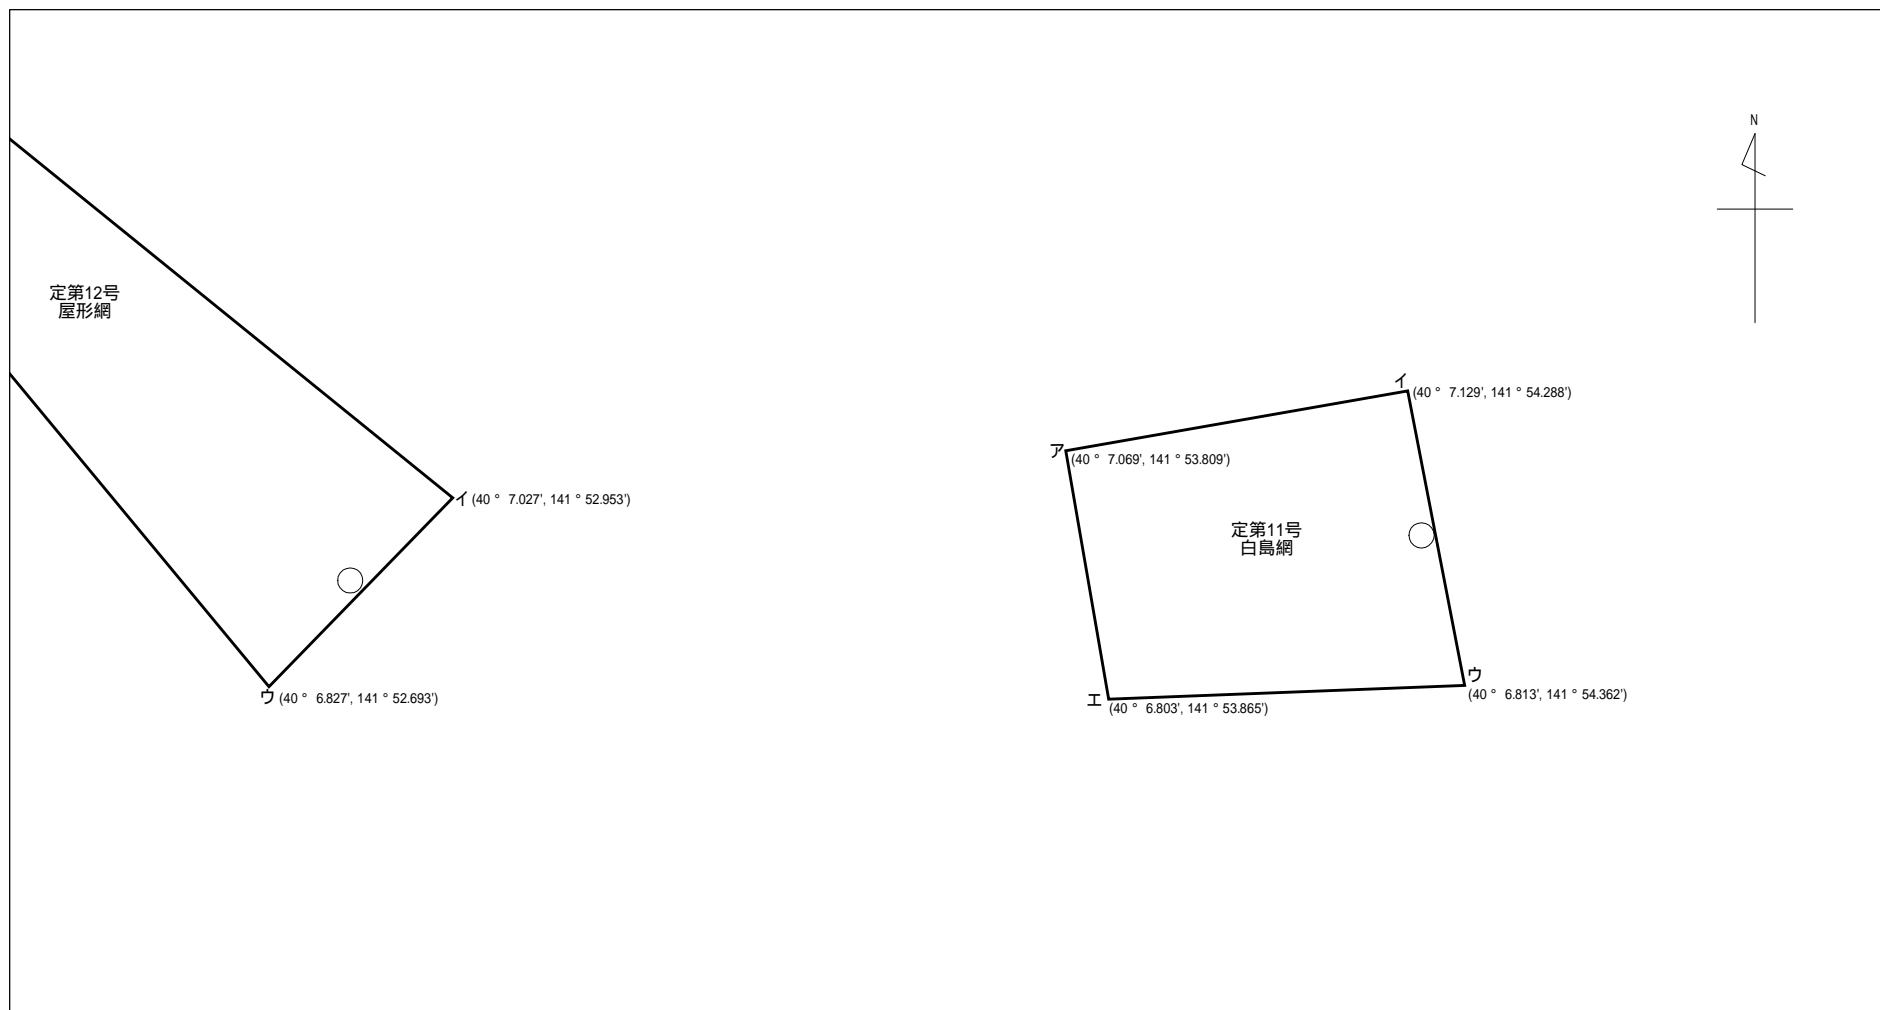 N
定第12号
屋形網
イ
(40 ° 7.129', 141 ° 54.288')
ア
(40 ° 7.069', 141 ° 53.809')
イ (40 ° 7.027', 141 ° 52.953')
定第11号
白島網
ウ (40 ° 6.827', 141 ° 52.693')
ウ
(40 ° 6.813', 141 ° 54.362')
エ
(40 ° 6.803', 141 ° 53.865')